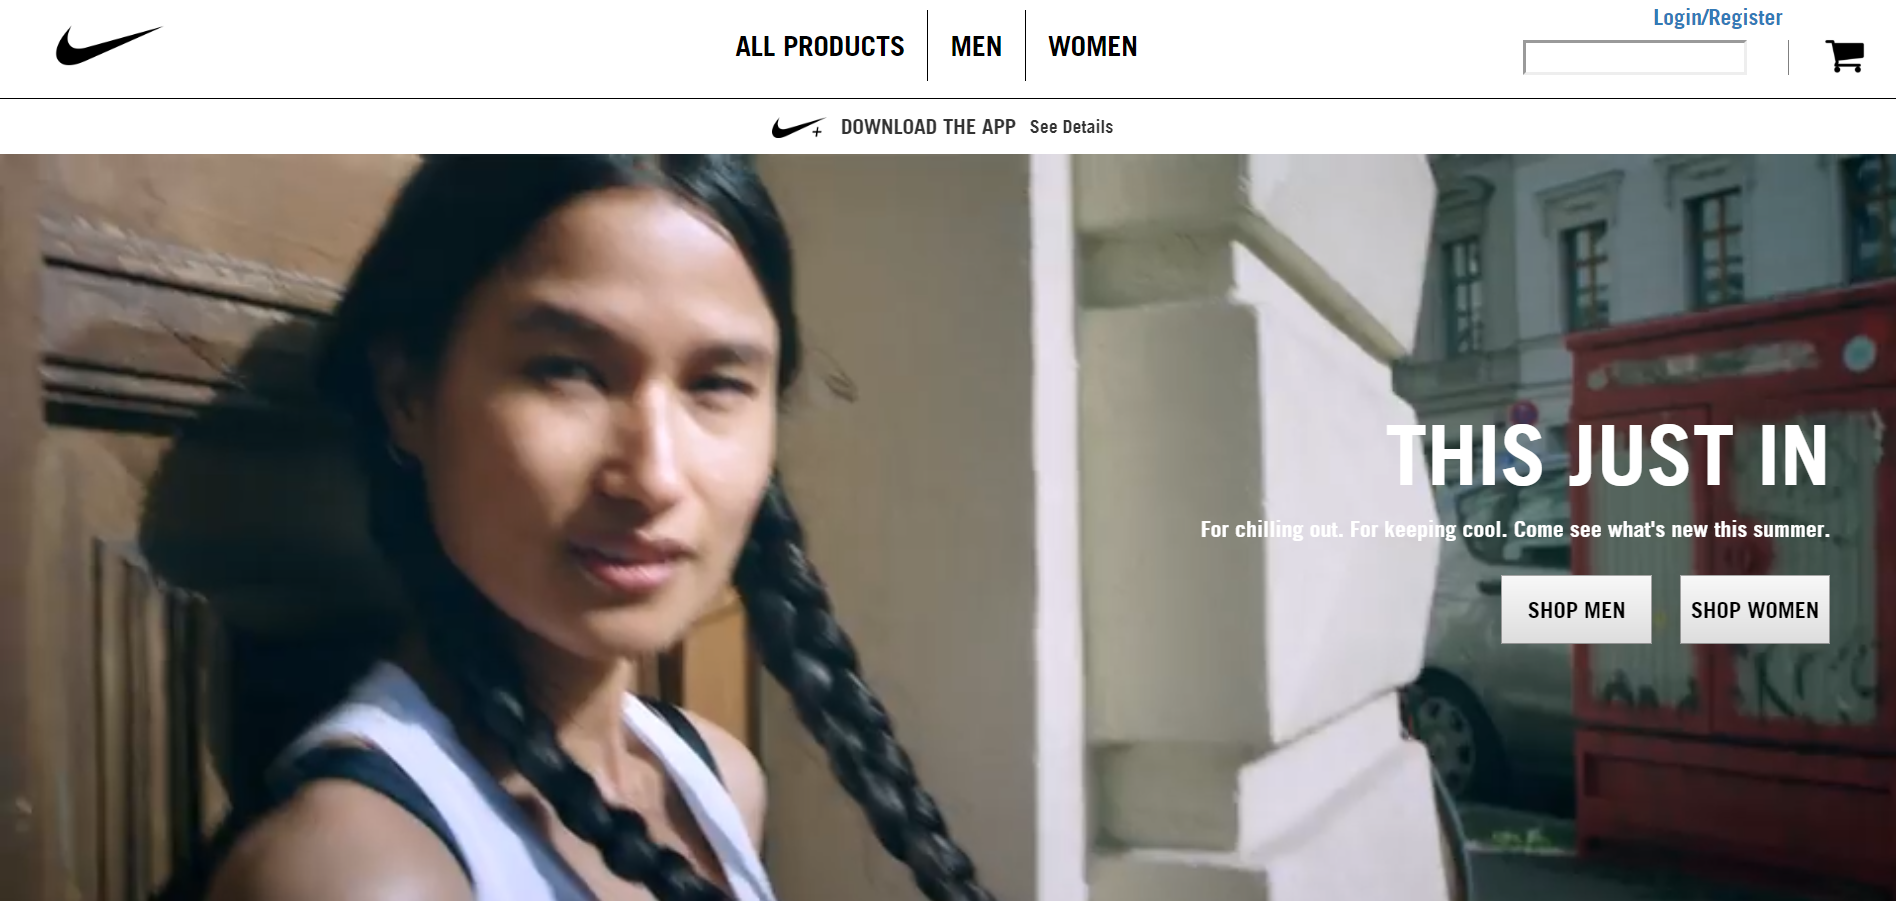 ALL PRODUCTS MEN WOMEN
Login/Register
DOWNLOAD THE APP See Details
THIS JUST IN
For chilling out. For keeping cool. Come see what's new this summer.
SHOP MEN SHOP WOMEN